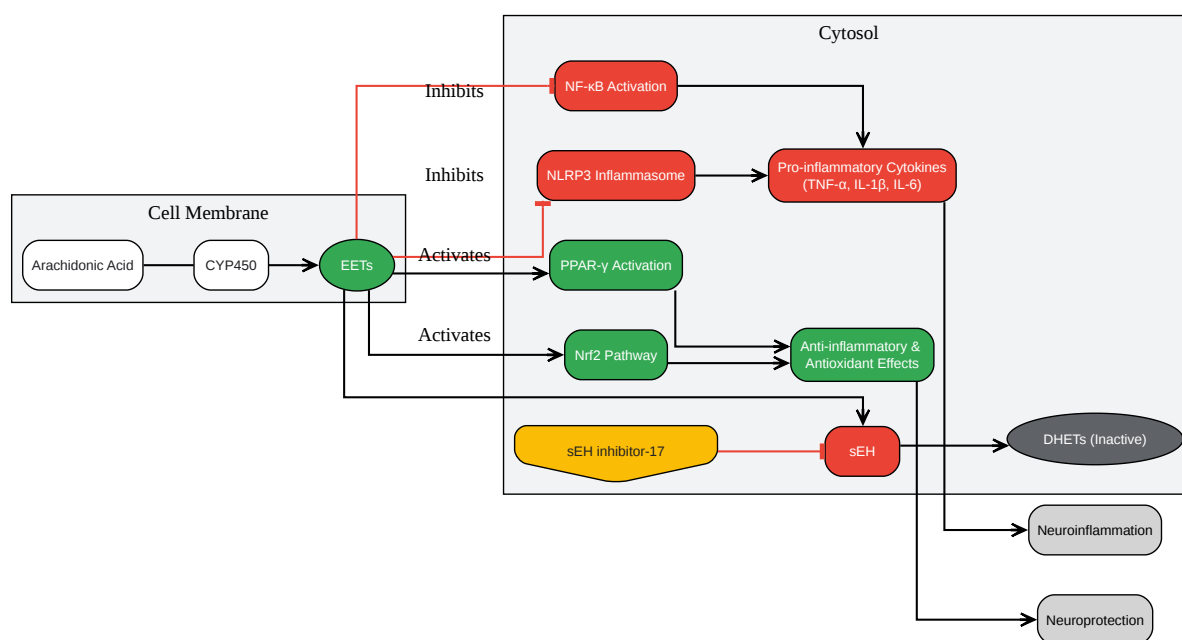 Cytosol
NF-κB Activation
Inhibits
NLRP3 Inflammasome
Inhibits
Pro-inflammatory Cytokines
(TNF-α, IL-1β, IL-6)
Cell Membrane
Arachidonic Acid
CYP450
EETs
Activates
PPAR-γ Activation
Activates
Nrf2 Pathway
Anti-inflammatory &
Antioxidant Effects
sEH inhibitor-17
sEH
DHETs (Inactive)
Neuroinflammation
Neuroprotection